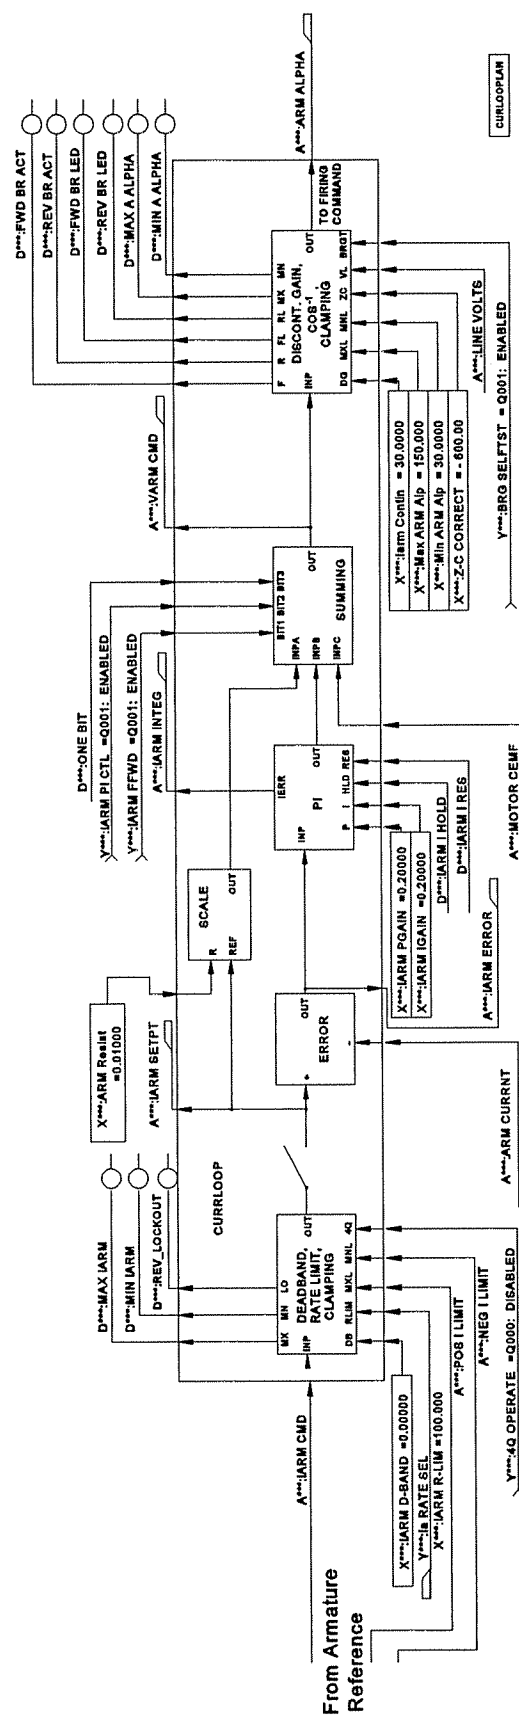 From Armature
Reference
A***:IARM CMD
D***:MAX IARM
D***:MIN IARM
D***:REV_LOCKOUT
MX MN LO
INP
OUT
DEADBAND,
RATE LIMIT,
CLAMPING
DB RLIM MXL MNL 4Q
X***:IARM D-BAND =0.00000
Y***:Ia RATE SEL
X***:IARM R-LIM =100.000
A***:POS I LIMIT
A***:NEG I LIMIT
Y***:4Q OPERATE =Q000: DISABLED
CURRLOOP
X***:ARM Resist
=0.01000
A***:IARM SETPT
+
ERROR
-
OUT
A***:ARM CURRNT
A***:IARM ERROR
SCALE
R
REF
OUT
D***:ONE BIT
Y***:IARM PI CTL =Q001: ENABLED
Y***:IARM FFWD =Q001: ENABLED
A***:IARM INTEG
IERR
INP
PI
OUT
P I HLD RES
X***:IARM PGAIN =0.20000
X***:IARM IGAIN =0.20000
D***:IARM I HOLD
D***:IARM I RES
A***:MOTOR CEMF
BIT1 BIT2 BIT3
INPA
INPB
INPC
SUMMING
OUT
A***:VARM CMD
D***:FWD BR ACT
D***:REV BR ACT
D***:FWD BR LED
D***:REV BR LED
D***:MAX A ALPHA
D***:MIN A ALPHA
F R FL RL MX MN
INP
OUT
DISCONT. GAIN,
COS-1,
CLAMPING
DG MXL MNL ZC VL BRGT
X***:Iarm Contin = 30.0000
X***:Max ARM Alp = 150.000
X***:Min ARM Alp = 30.0000
X***:Z-C CORRECT = - 600.00
A***:LINE VOLTS
Y***:BRG SELFTST = Q001: ENABLED
TO FIRING
COMMAND
A***:ARM ALPHA
CURLOOPLAN